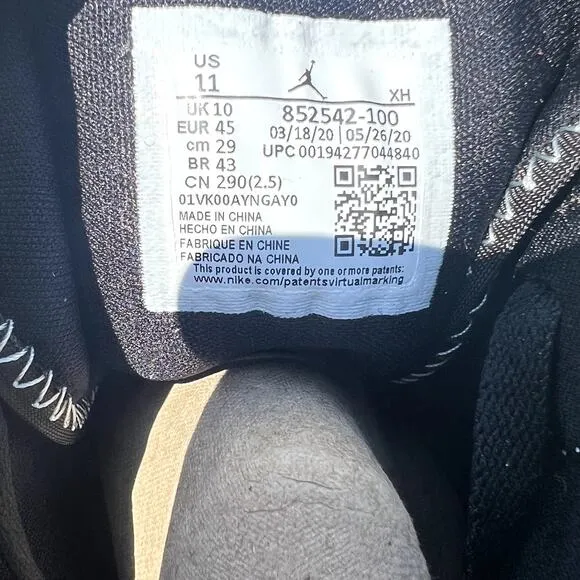 US
11
XH
UK 10
852542-100
EUR 45
03/18/20 | 05/26/20
cm 29
UPC 00194277044840
BR 43
CN 290(2.5)
01VK00AYNGAY0
MADE IN CHINA
HECHO EN CHINA
FABRIQUE EN CHINE
FABRICADO NA CHINA
This product is covered by one or more patents:
www.nike.com/patentsvirtualmarking